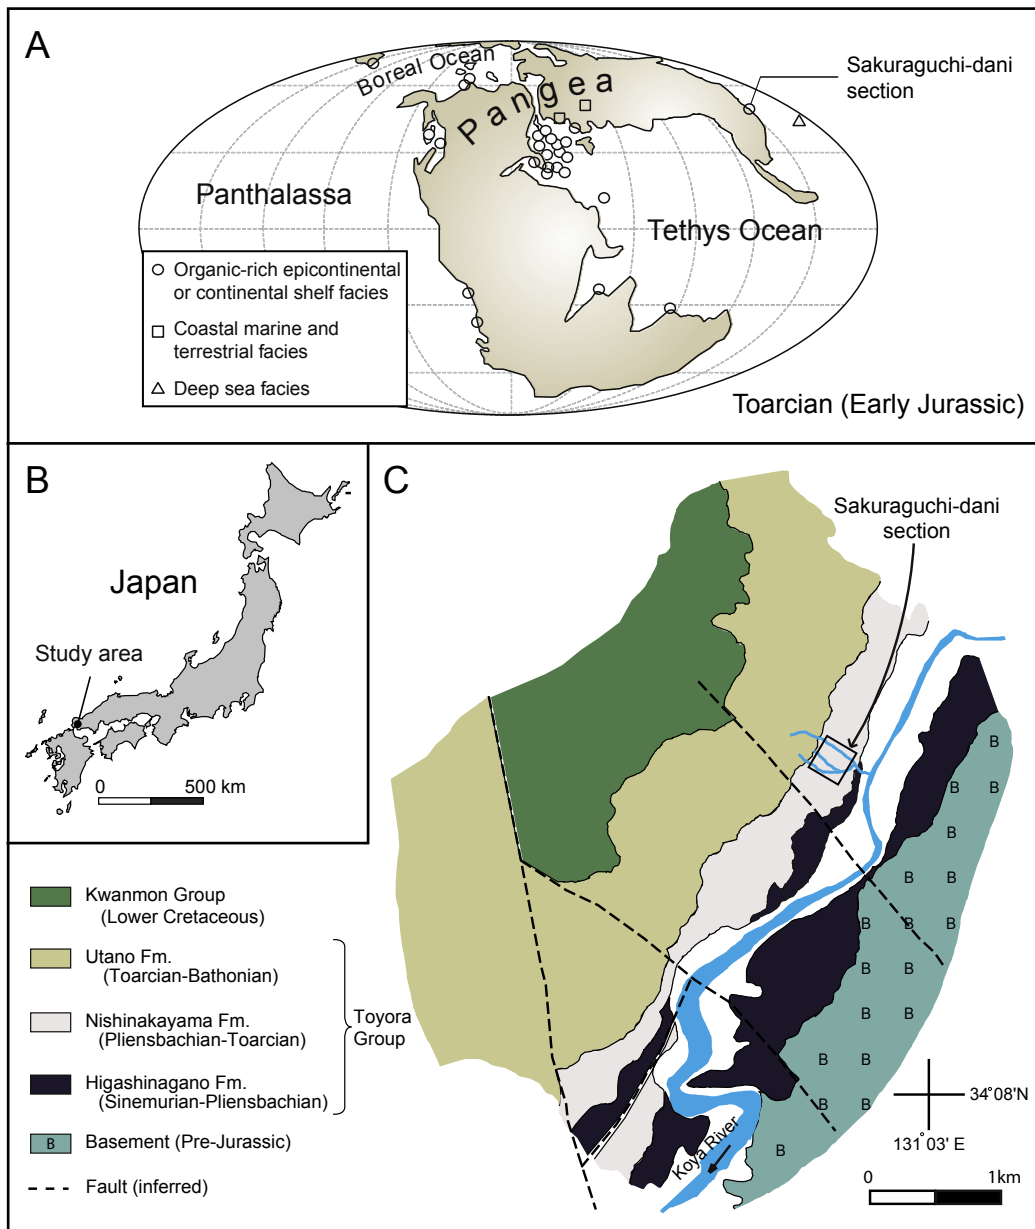 A
Boreal Ocean
Pangea
Sakuraguchi-dani
section
Panthalassa
Tethys Ocean
Organic-rich epicontinental
or continental shelf facies
Coastal marine and
terrestrial facies
Deep sea facies
Toarcian (Early Jurassic)
B
Japan
Study area
0 500 km
C
Sakuraguchi-dani
section
B
B B
B
B B
B B B
B B
B B
B B
B B
B
Koya River
34°08'N
131°03' E
0 1km
Kwanmon Group
(Lower Cretaceous)
Utano Fm.
(Toarcian-Bathonian)
Nishinakayama Fm.
(Pliensbachian-Toarcian)
Higashinagano Fm.
(Sinemurian-Pliensbachian)
Toyora
Group
B Basement (Pre-Jurassic)
Fault (inferred)